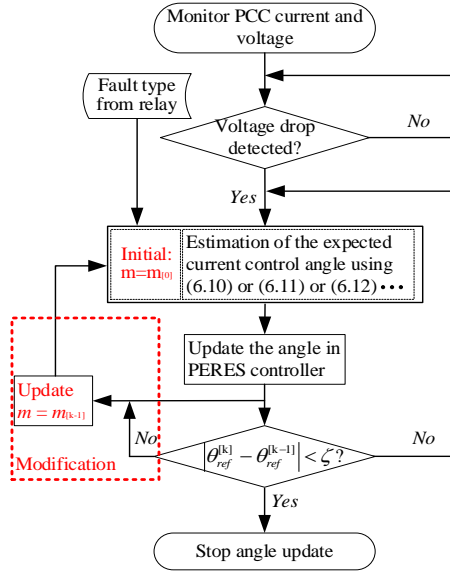 Monitor PCC current and
voltage
Fault type
from relay
Voltage drop
detected?
No
Yes
Initial:
m=m[0]
Estimation of the expected
current control angle using
(6.10) or (6.11) or (6.12) •••
Update the angle in
PERES controller
Update
m = m[k-1]
No
Modification
|θ_ref^[k] − θ_ref^[k−1]| < ζ?
No
Yes
Stop angle update